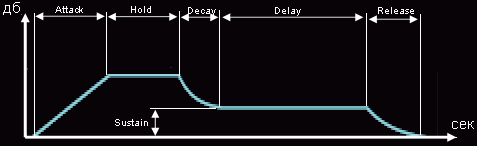 дб
Attack
Hold
Decay
Delay
Release
Sustain
сек